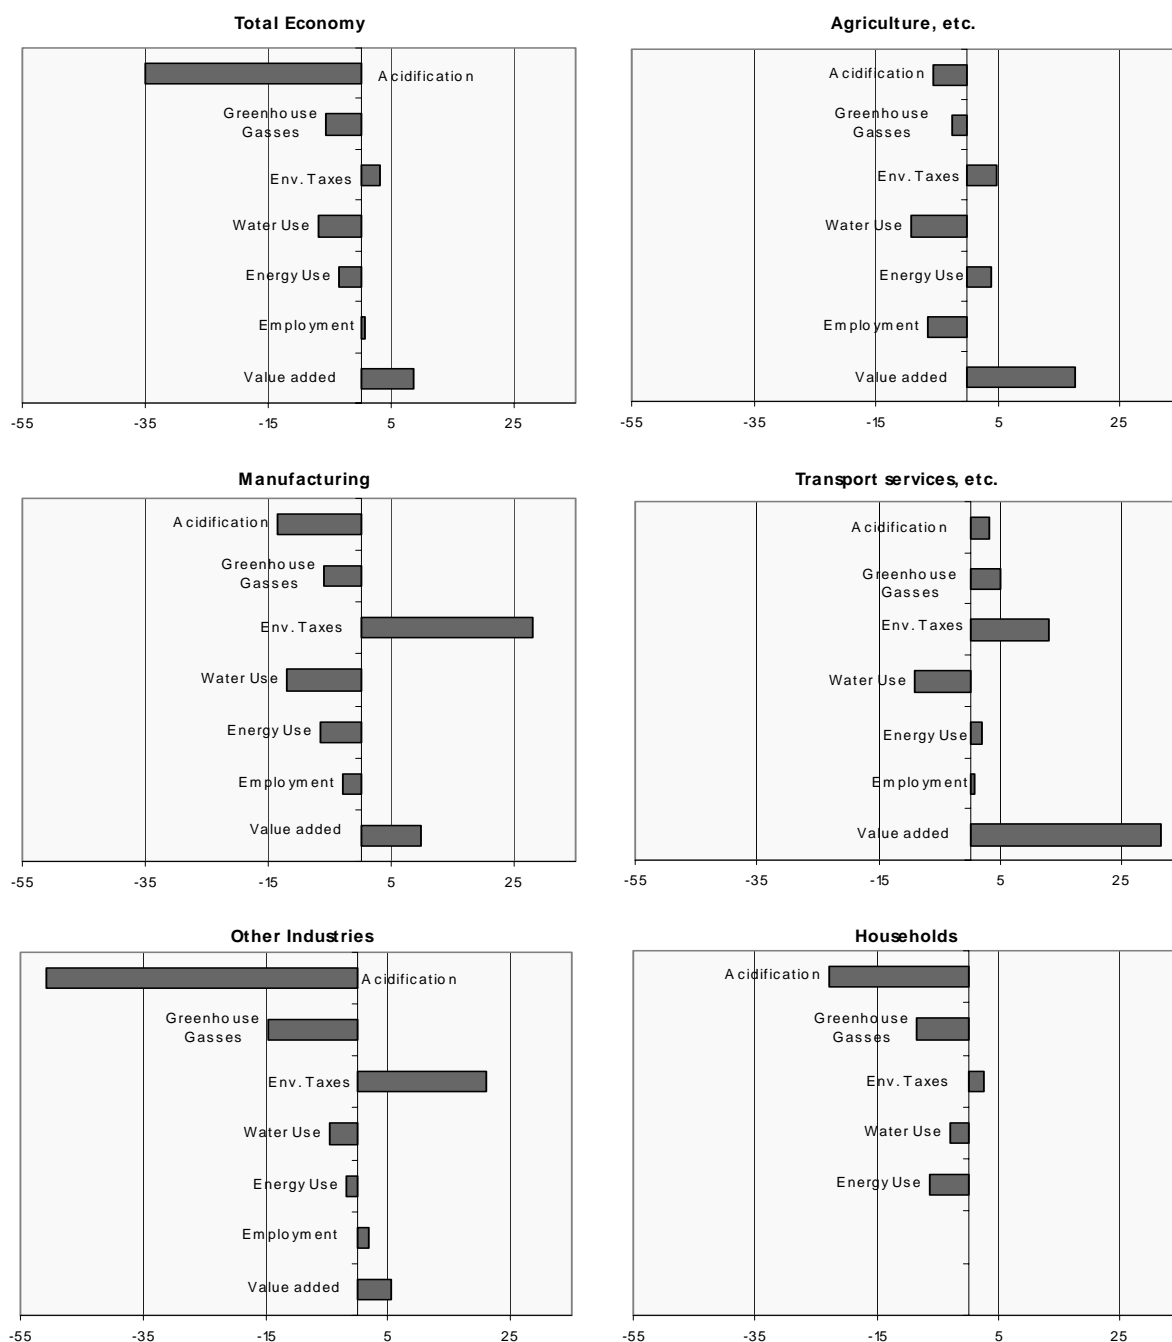 Total Economy
Acidification
Greenhouse
Gasses
Env. Taxes
Water Use
Energy Use
Employment
Value added
-55 -35 -15 5 25
Agriculture, etc.
Acidification
Greenhouse
Gasses
Env. Taxes
Water Use
Energy Use
Employment
Value added
-55 -35 -15 5 25
Manufacturing
Acidification
Greenhouse
Gasses
Env. Taxes
Water Use
Energy Use
Employment
Value added
-55 -35 -15 5 25
Transport services, etc.
Acidification
Greenhouse
Gasses
Env. Taxes
Water Use
Energy Use
Employment
Value added
-55 -35 -15 5 25
Other Industries
Acidification
Greenhouse
Gasses
Env. Taxes
Water Use
Energy Use
Employment
Value added
-55 -35 -15 5 25
Households
Acidification
Greenhouse
Gasses
Env. Taxes
Water Use
Energy Use
-55 -35 -15 5 25